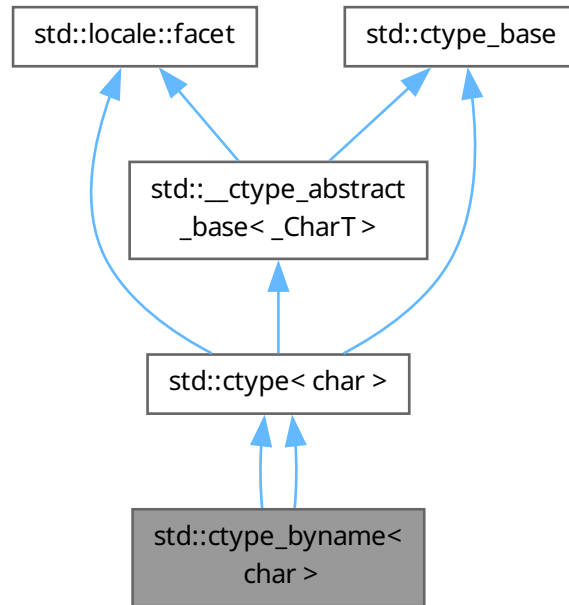 std::locale::facet
std::ctype_base
std::__ctype_abstract
_base< _CharT >
std::ctype< char >
std::ctype_byname<
char >